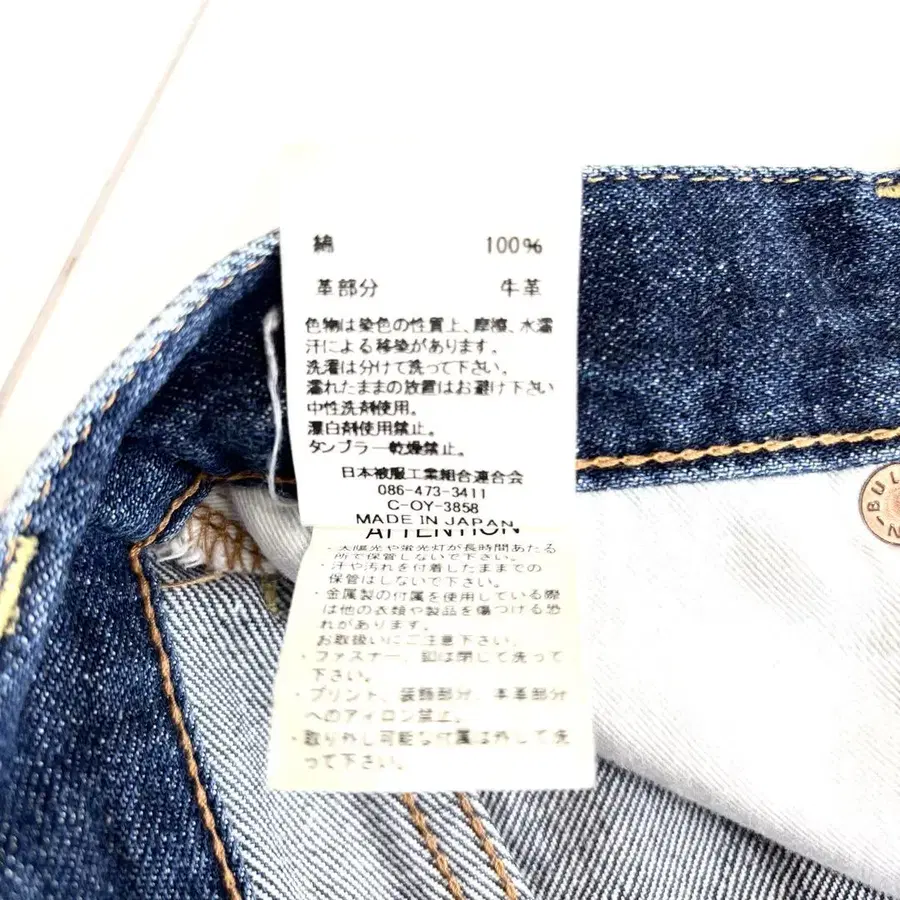 綿 100%
革部分 牛革
色物は染色の性質上、摩擦、水濡
汗による移染があります。
洗濯は分けて洗って下さい。
濡れたままの放置はお避け下さい
中性洗剤使用。
漂白剤使用禁止。
タンブラー乾燥禁止。
日本被服工業組合連合会
086-473-3411
C-OY-3858
MADE IN JAPAN
ATTENTION
・太陽光や蛍光灯が長時間あたる
所で保管しないで下さい。
・汗や汚れを付着したままでの
保管はしないで下さい。
・金属製の付属を使用している際
は他の衣類や製品を傷つける恐
れがあります。
お取扱いにご注意下さい。
・ファスナー、釦は閉じて洗って
下さい。
・プリント、装飾部分、本革部分
へのアイロン禁止。
・取り外し可能な付属は外して洗
って下さい。
BUL